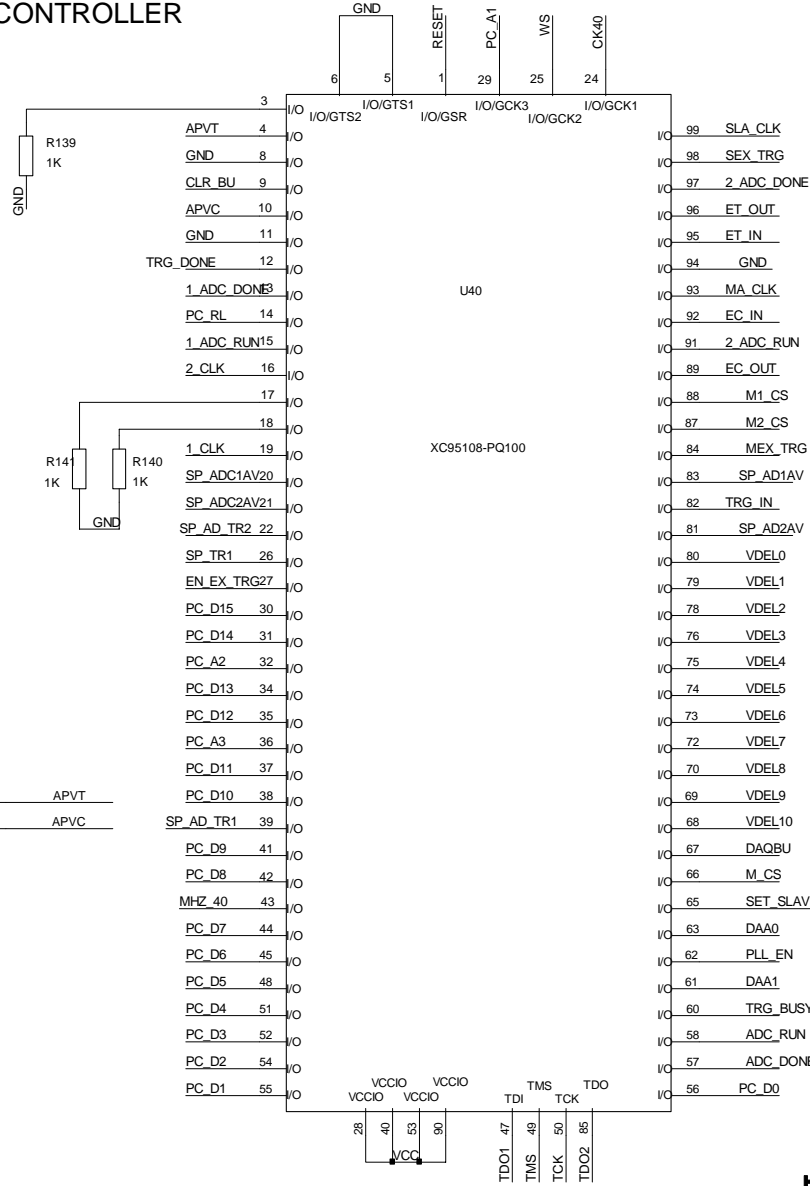 CONTROLLER
GND
RESET
PC_A1
WS
CK40
6 5 1 29 25 24
I/O/GTS2 I/O/GTS1 I/O/GSR I/O/GCK3 I/O/GCK2 I/O/GCK1
3 I/O
R139
1K
GND
APVT 4 I/O
GND 8 I/O
CLR_BU 9 I/O
APVC 10 I/O
GND 11 I/O
TRG_DONE 12 I/O
1_ADC_DONE 13 I/O
PC_RL 14 I/O
1_ADC_RUN 15 I/O
2_CLK 16 I/O
17 I/O
18 I/O
R141
1K
R140
1K
GND
1_CLK 19 I/O
SP_ADC1AV 20 I/O
SP_ADC2AV 21 I/O
SP_AD_TR2 22 I/O
SP_TR1 26 I/O
EN_EX_TRG 27 I/O
PC_D15 30 I/O
PC_D14 31 I/O
PC_A2 32 I/O
PC_D13 34 I/O
PC_D12 35 I/O
PC_A3 36 I/O
PC_D11 37 I/O
APVT
PC_D10 38 I/O
APVC
SP_AD_TR1 39 I/O
PC_D9 41 I/O
PC_D8 42 I/O
MHZ_40 43 I/O
PC_D7 44 I/O
PC_D6 45 I/O
PC_D5 48 I/O
PC_D4 51 I/O
PC_D3 52 I/O
PC_D2 54 I/O
PC_D1 55 I/O
U40
XC95108-PQ100
I/O 99 SLA_CLK
I/O 98 SEX_TRG
I/O 97 2_ADC_DONE
I/O 96 ET_OUT
I/O 95 ET_IN
I/O 94 GND
I/O 93 MA_CLK
I/O 92 EC_IN
I/O 91 2_ADC_RUN
I/O 89 EC_OUT
I/O 88 M1_CS
I/O 87 M2_CS
I/O 84 MEX_TRG
I/O 83 SP_AD1AV
I/O 82 TRG_IN
I/O 81 SP_AD2AV
I/O 80 VDEL0
I/O 79 VDEL1
I/O 78 VDEL2
I/O 76 VDEL3
I/O 75 VDEL4
I/O 74 VDEL5
I/O 73 VDEL6
I/O 72 VDEL7
I/O 70 VDEL8
I/O 69 VDEL9
I/O 68 VDEL10
I/O 67 DAQBU
I/O 66 M_CS
I/O 65 SET_SLAV
I/O 63 DAA0
I/O 62 PLL_EN
I/O 61 DAA1
I/O 60 TRG_BUSY
I/O 58 ADC_RUN
I/O 57 ADC_DONE
I/O 56 PC_D0
VCCIO VCCIO VCCIO VCCIO TDI TMS TCK TDO
28 40 53 90 47 49 50 85
VCC
TDO1
TMS
TCK
TDO2